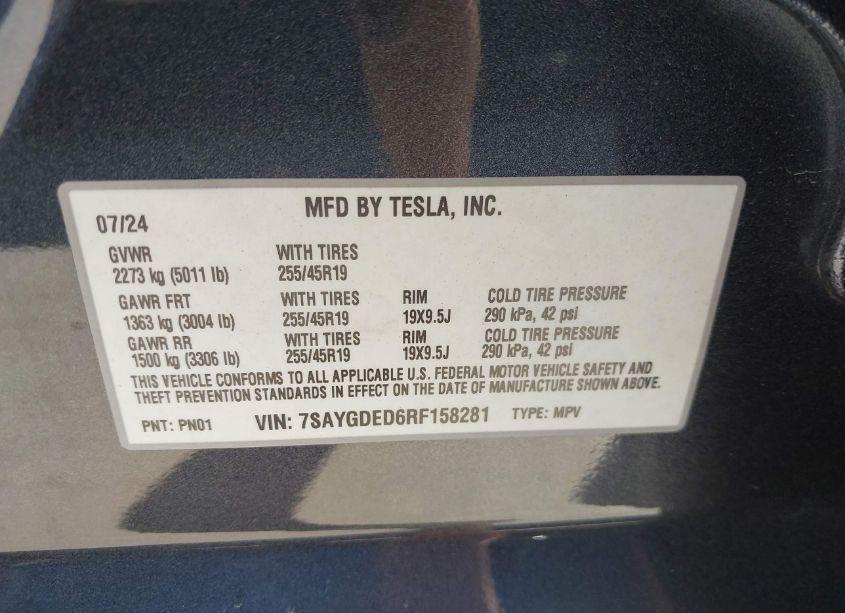 MFD BY TESLA, INC.
07/24
GVWR WITH TIRES
2273 kg (5011 lb) 255/45R19
GAWR FRT WITH TIRES RIM COLD TIRE PRESSURE
1363 kg (3004 lb) 255/45R19 19X9.5J 290 kPa, 42 psi
GAWR RR WITH TIRES RIM COLD TIRE PRESSURE
1500 kg (3306 lb) 255/45R19 19X9.5J 290 kPa, 42 psi
THIS VEHICLE CONFORMS TO ALL APPLICABLE U.S. FEDERAL MOTOR VEHICLE SAFETY AND
THEFT PREVENTION STANDARDS IN EFFECT ON THE DATE OF MANUFACTURE SHOWN ABOVE.
PNT: PN01 VIN: 7SAYGDED6RF158281 TYPE: MPV